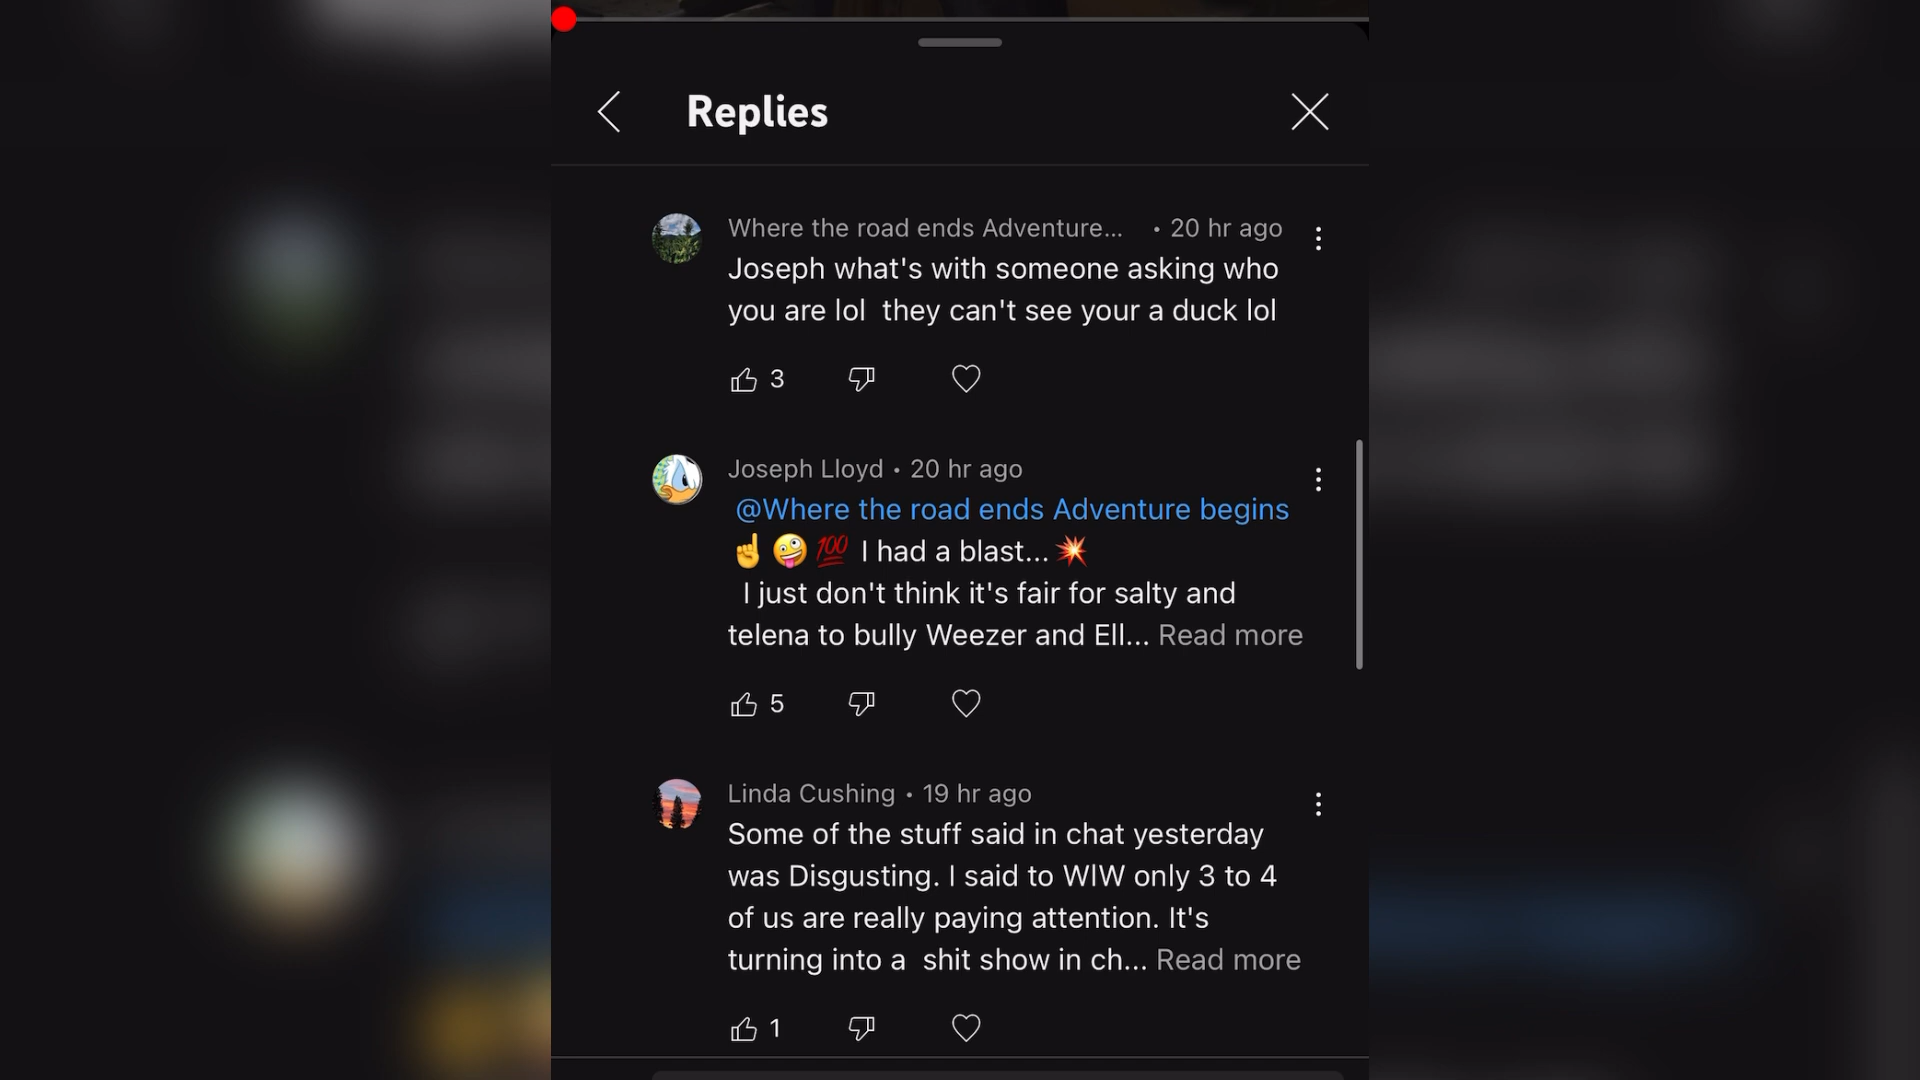 Replies
Where the road ends Adventure... • 20 hr ago
Joseph what's with someone asking who
you are lol  they can't see your a duck lol
3
Joseph Lloyd • 20 hr ago
@Where the road ends Adventure begins
☝️🤪💯 I had a blast...💥
I just don't think it's fair for salty and
telena to bully Weezer and Ell... Read more
5
Linda Cushing • 19 hr ago
Some of the stuff said in chat yesterday
was Disgusting. I said to WIW only 3 to 4
of us are really paying attention. It's
turning into a  shit show in ch... Read more
1